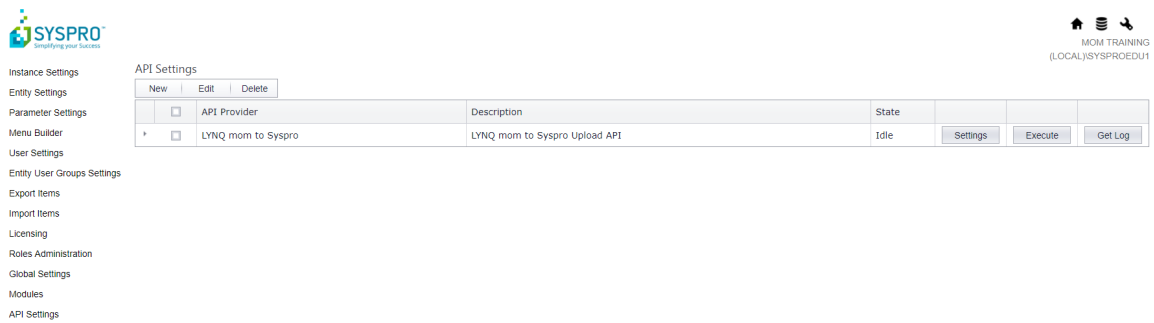 SYSPRO™
Simplifying your Success
MOM TRAINING
(LOCAL)\SYSPROEDU1
Instance Settings
Entity Settings
Parameter Settings
Menu Builder
User Settings
Entity User Groups Settings
Export Items
Import Items
Licensing
Roles Administration
Global Settings
Modules
API Settings
API Settings
New Edit Delete
API Provider Description State
LYNQ mom to Syspro LYNQ mom to Syspro Upload API Idle Settings Execute Get Log